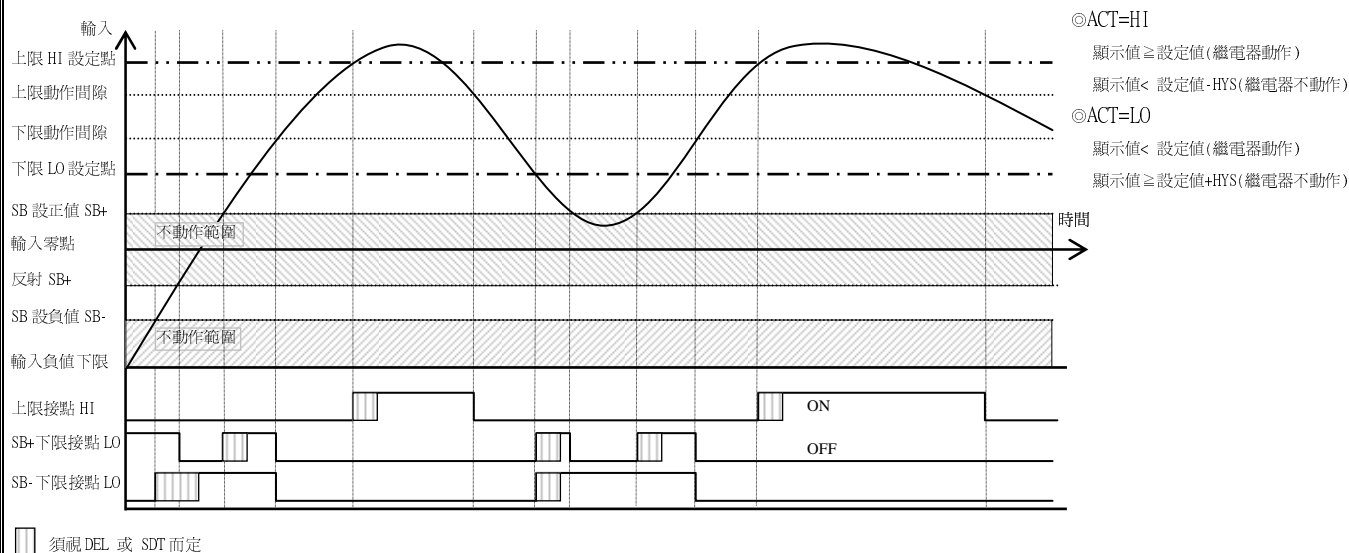 輸入
上限 HI 設定點
上限動作間隙
下限動作間隙
下限 LO 設定點
SB 設正值 SB+
輸入零點
反射 SB+
SB 設負值 SB-
輸入負值下限
上限接點 HI
SB+下限接點 LO
SB-下限接點 LO
不動作範圍
不動作範圍
時間
ON
OFF
須視 DEL 或 SDT 而定
◎ACT=HI
顯示值≧設定值(繼電器動作)
顯示值< 設定值-HYS(繼電器不動作)
◎ACT=LO
顯示值< 設定值(繼電器動作)
顯示值≧設定值+HYS(繼電器不動作)